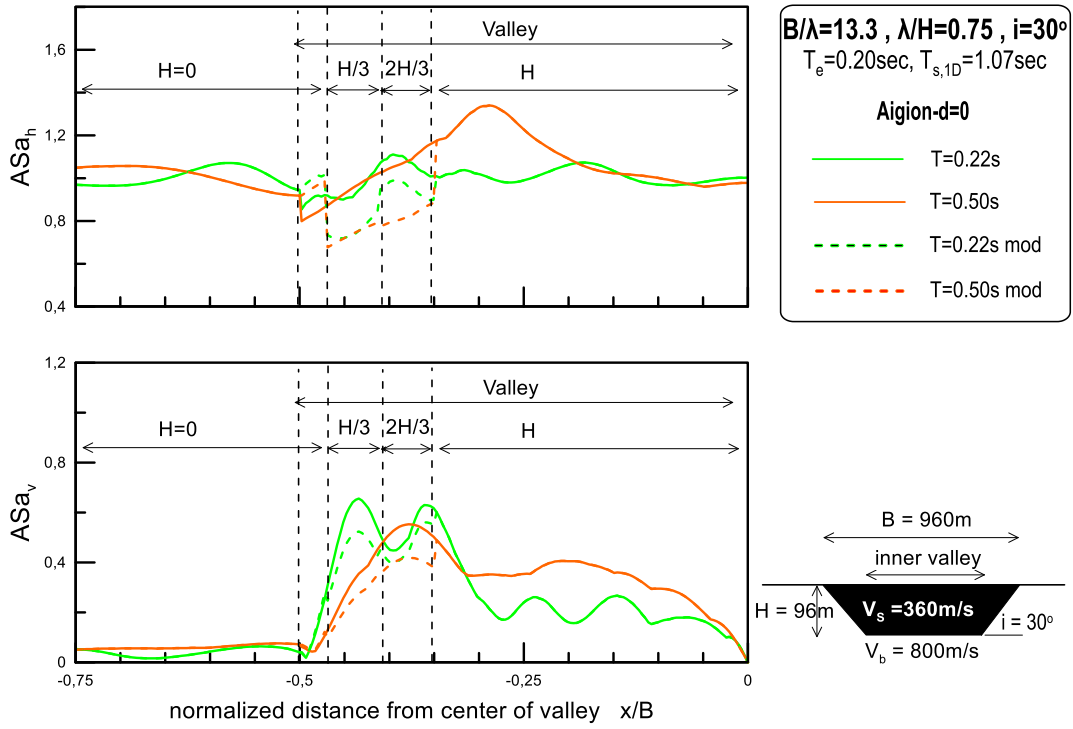 B/λ=13.3 , λ/H=0.75 , i=30º
Tₑ=0.20sec, Tₛ,₁D=1.07sec
Aigion-d=0
T=0.22s
T=0.50s
T=0.22s mod
T=0.50s mod
ASaₕ
1,6
1,2
0,8
0,4
Valley
H=0
H/3
2H/3
H
ASaᵥ
1,2
0,8
0,4
0
Valley
H=0
H/3
2H/3
H
-0,75
-0,5
-0,25
0
normalized distance from center of valley x/B
B = 960m
inner valley
H = 96m
Vₛ =360m/s
i = 30º
V_b = 800m/s